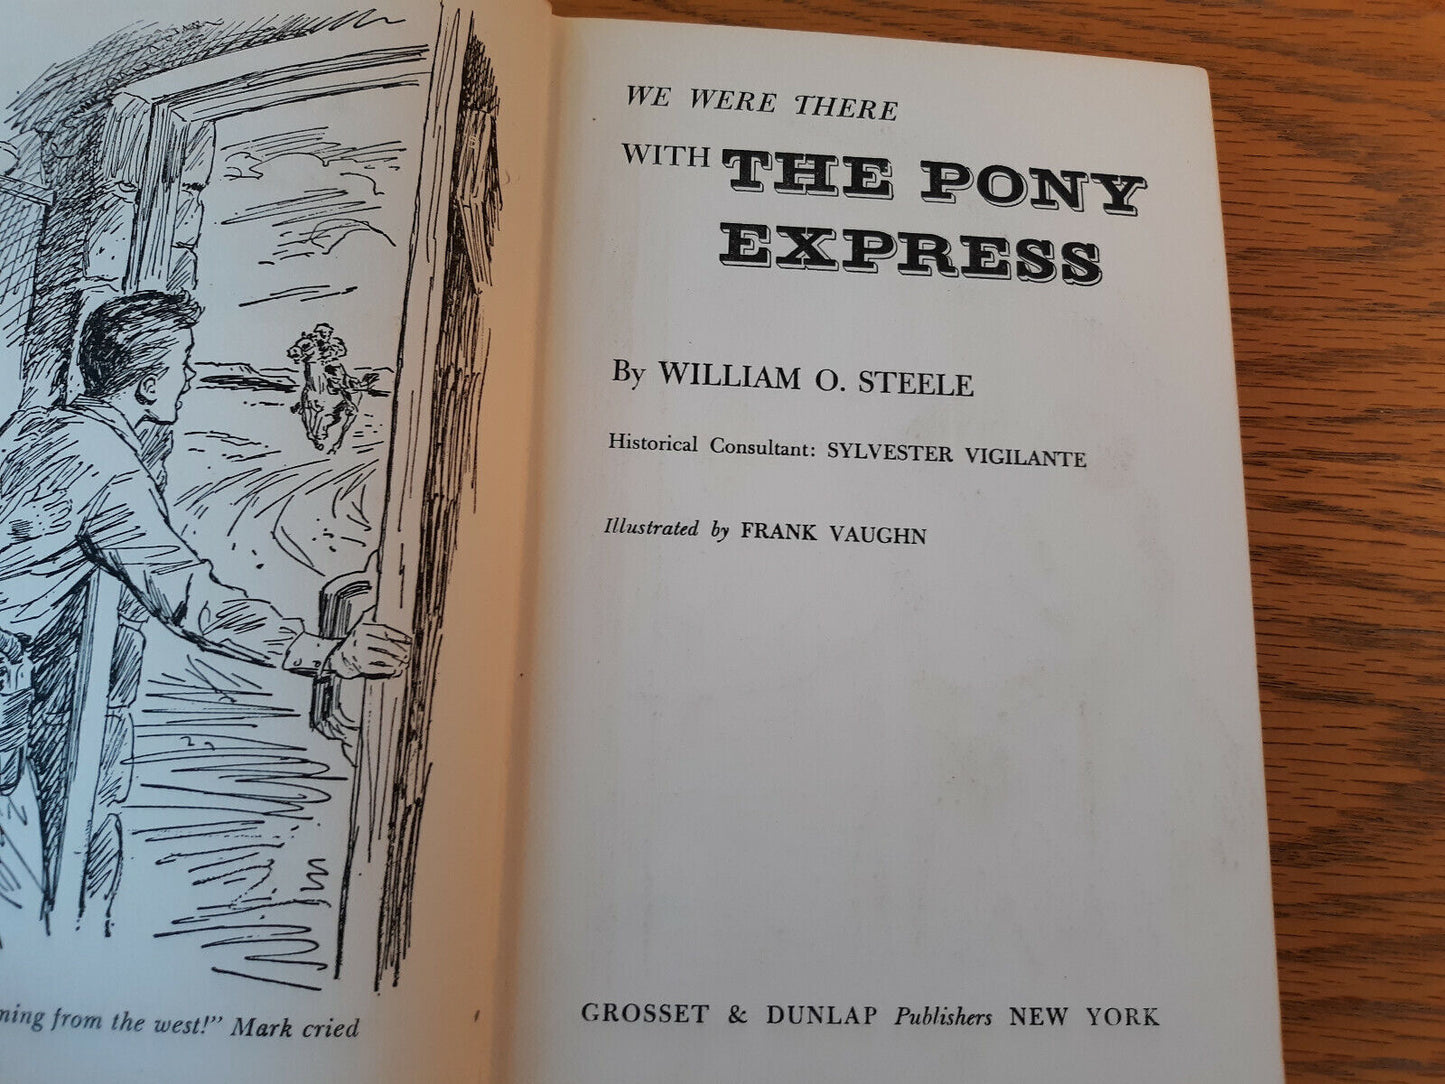 WE WERE THERE
WITH THE PONY
EXPRESS
By WILLIAM O. STEELE
Historical Consultant: SYLVESTER VIGILANTE
Illustrated by FRANK VAUGHN
GROSSET & DUNLAP Publishers NEW YORK
from the west!” Mark cried